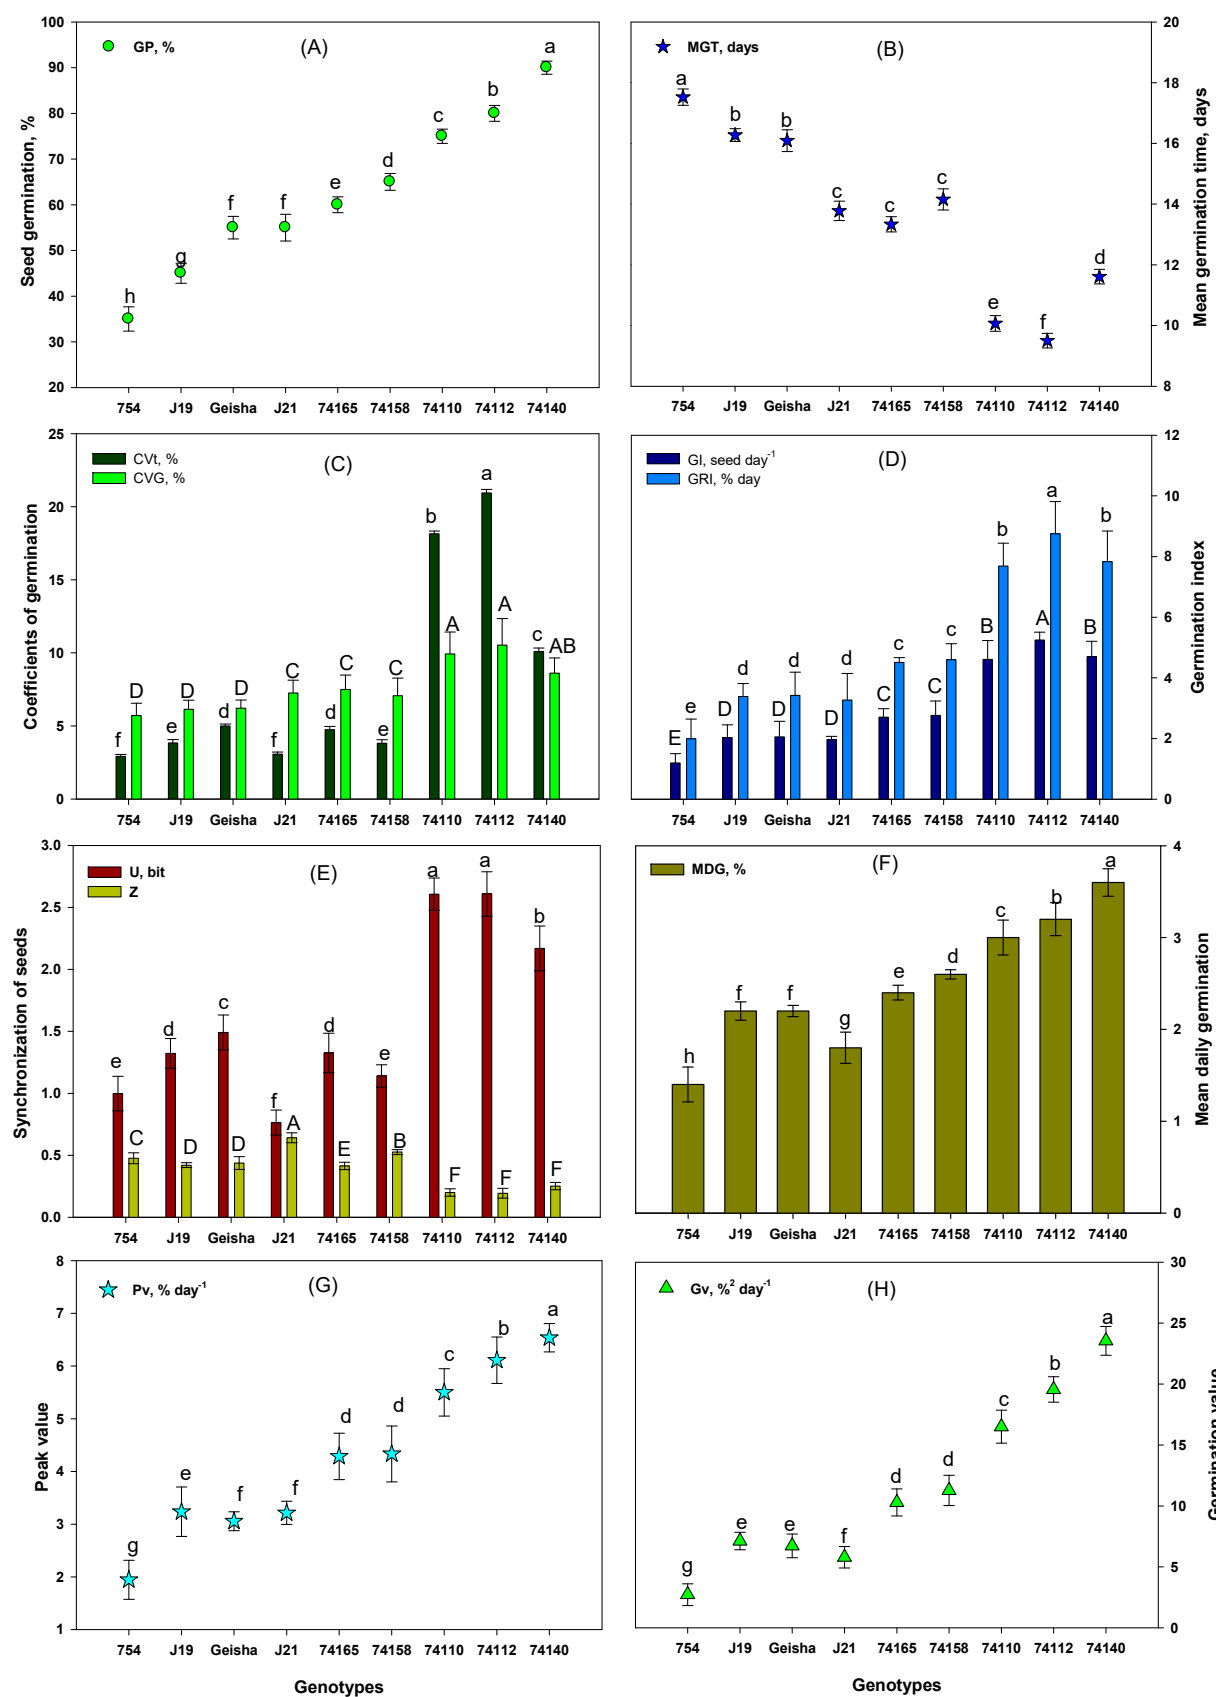 GP, %
(A)
Seed germination, %
100
90
80
70
60
50
40
30
20
h
g
f
f
e
d
c
b
a
754 J19 Geisha J21 74165 74158 74110 74112 74140
MGT, days
(B)
Mean germination time, days
20
18
16
14
12
10
8
a
b
b
c
c
c
e
f
d
754 J19 Geisha J21 74165 74158 74110 74112 74140
CVt, %
CVG, %
(C)
Coefficients of germination
25
20
15
10
5
0
f D
e D
d D
f C
d C
e C
b A
a A
c AB
754 J19 Geisha J21 74165 74158 74110 74112 74140
GI, seed day-1
GRI, % day
(D)
Germination index
12
10
8
6
4
2
0
E e
D d
D d
D d
C c
C c
B b
A a
B b
754 J19 Geisha J21 74165 74158 74110 74112 74140
U, bit
Z
(E)
Synchronization of seeds
3.0
2.5
2.0
1.5
1.0
0.5
0.0
e C
d D
c D
f A
d E
e B
a F
a F
b F
754 J19 Geisha J21 74165 74158 74110 74112 74140
MDG, %
(F)
Mean daily germination
4
3
2
1
0
h
f
f
g
e
d
c
b
a
754 J19 Geisha J21 74165 74158 74110 74112 74140
Pv, % day-1
(G)
Peak value
8
7
6
5
4
3
2
1
g
e
f
f
d
d
c
b
a
754 J19 Geisha J21 74165 74158 74110 74112 74140
Genotypes
Gv, %2 day-1
(H)
Germination value
30
25
20
15
10
5
0
g
e
e
f
d
d
c
b
a
754 J19 Geisha J21 74165 74158 74110 74112 74140
Genotypes